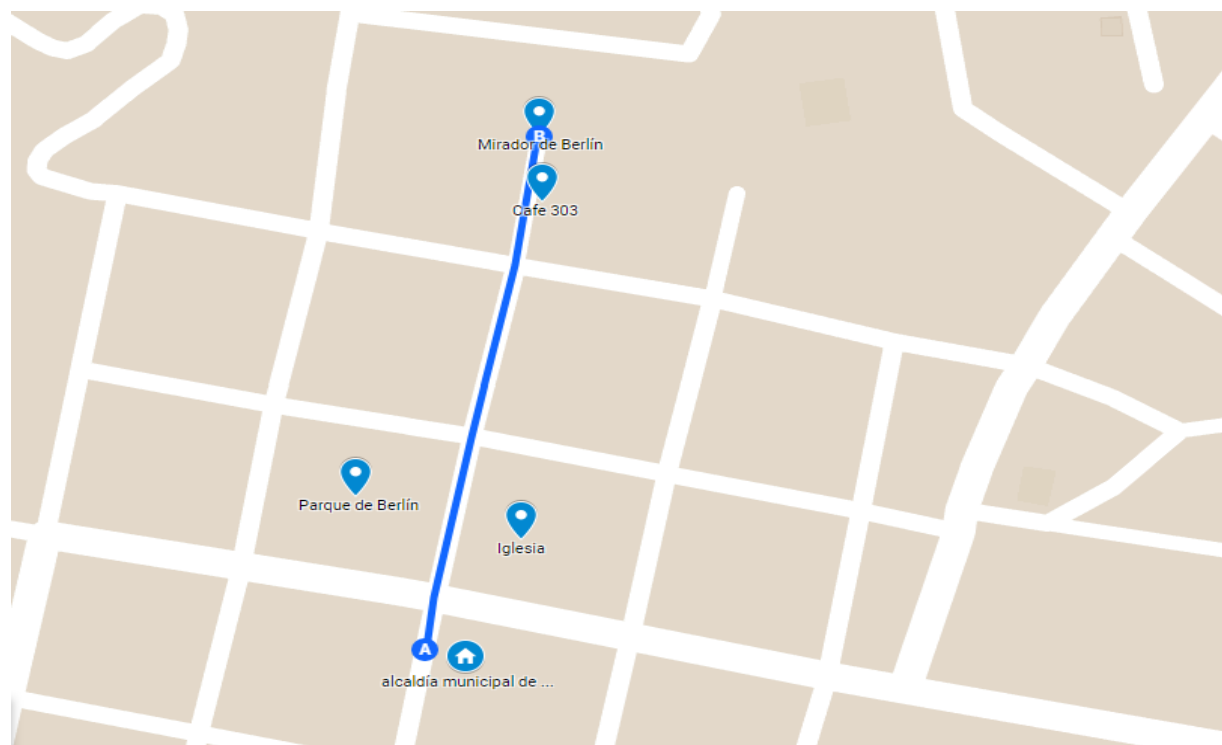 B
Mirador de Berlín
Cafe 303
Parque de Berlín
Iglesia
A
alcaldía municipal de ...